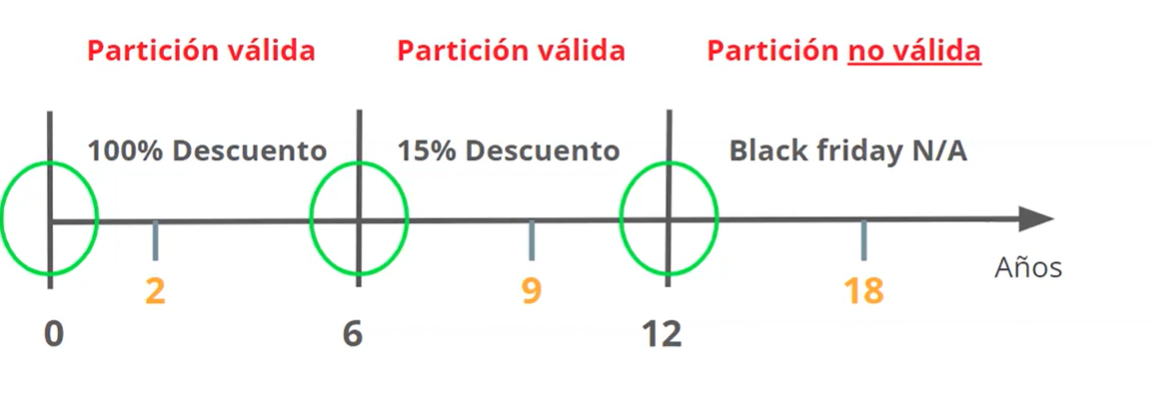 Partición válida Partición válida Partición no válida
100% Descuento 15% Descuento Black friday N/A
Años
2 9 18
0 6 12